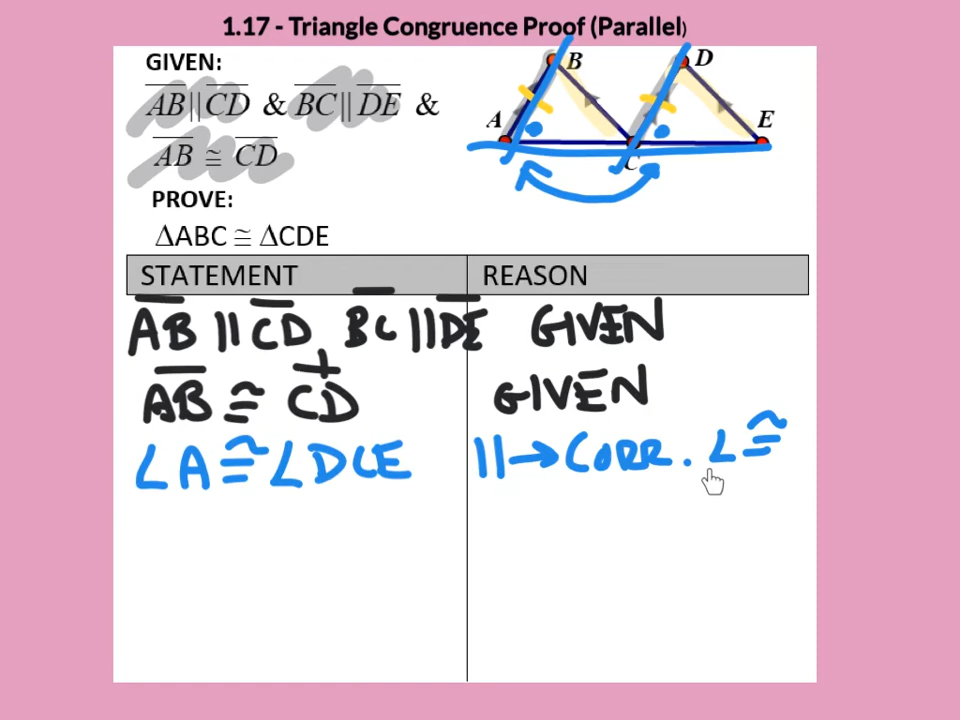 1.17 - Triangle Congruence Proof (Parallel)
GIVEN:
AB||CD & BC||DE &
AB ≅ CD
PROVE:
ΔABC ≅ ΔCDE
B
D
A
E
C
STATEMENT REASON
AB || CD BC || DE GIVEN
AB ≅ CD GIVEN
∠A ≅ ∠DCE || → CORR. ∠ ≅